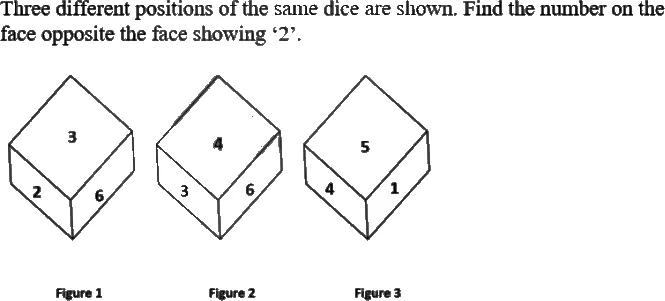 Three different positions of the same dice are shown. Find the number on the
face opposite the face showing ‘2’.
3 4 5
2 6 3 6 4 1
Figure 1 Figure 2 Figure 3